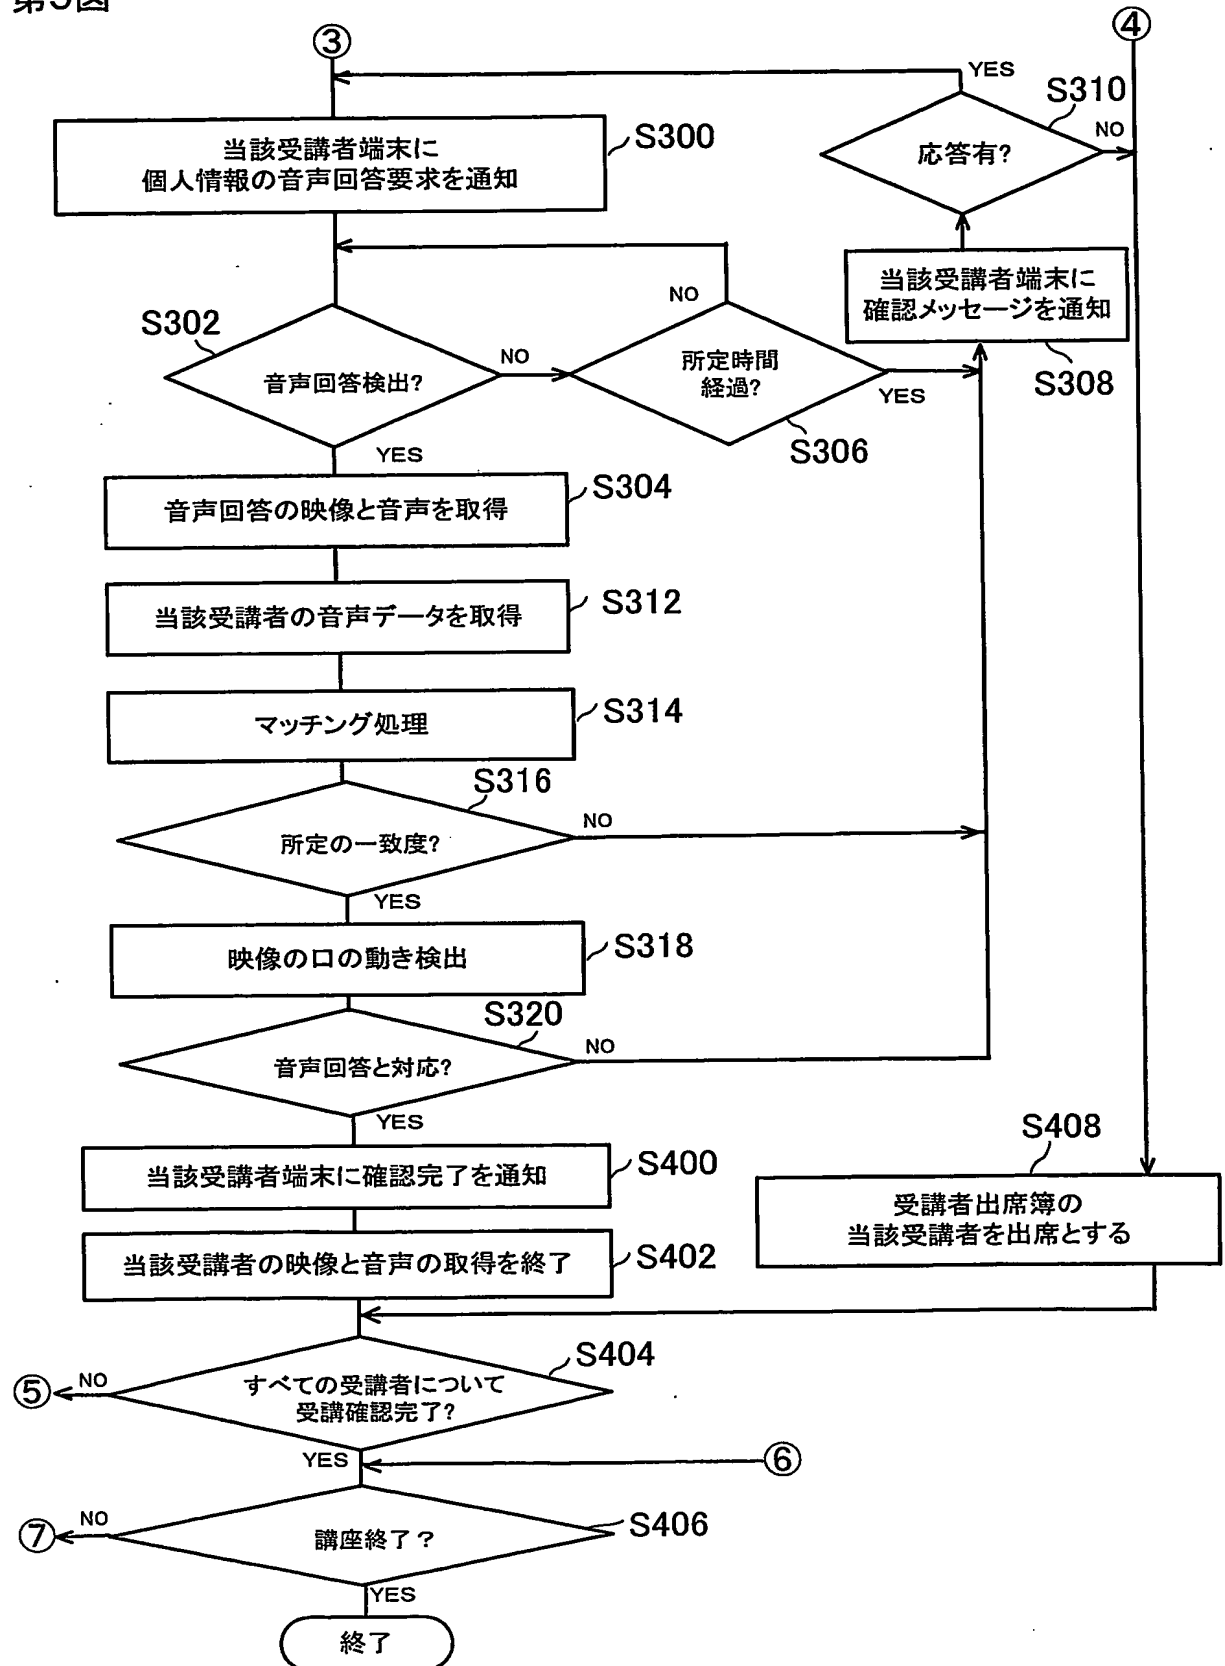 第5図
③
④
YES
S310
NO
応答有?
当該受講者端末に
個人情報の音声回答要求を通知
S300
当該受講者端末に
確認メッセージを通知
S308
NO
S302
音声回答検出?
NO
所定時間
経過?
YES
S306
YES
音声回答の映像と音声を取得
S304
当該受講者の音声データを取得
S312
マッチング処理
S314
S316
所定の一致度?
NO
YES
映像の口の動き検出
S318
S320
音声回答と対応?
NO
YES
当該受講者端末に確認完了を通知
S400
S408
受講者出席簿の
当該受講者を出席とする
当該受講者の映像と音声の取得を終了
S402
S404
すべての受講者について
受講確認完了?
NO
⑤
YES
⑥
S406
講座終了?
NO
⑦
YES
終了